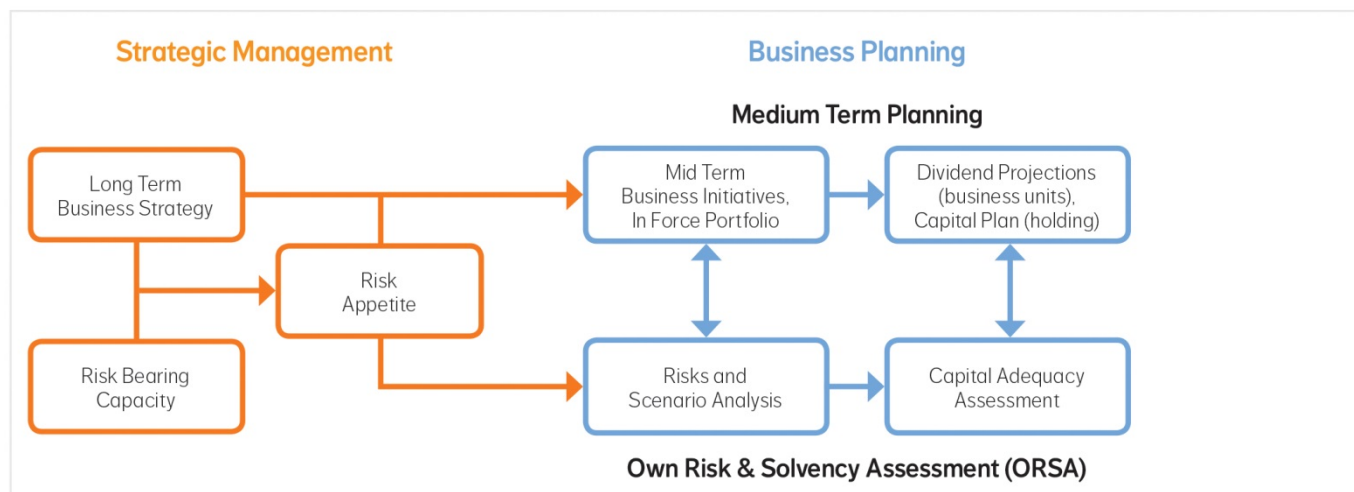 Strategic Management
Business Planning
Medium Term Planning
Long Term
Business Strategy
Risk Bearing
Capacity
Risk
Appetite
Mid Term
Business Initiatives,
In Force Portfolio
Dividend Projections
(business units),
Capital Plan (holding)
Risks and
Scenario Analysis
Capital Adequacy
Assessment
Own Risk & Solvency Assessment (ORSA)